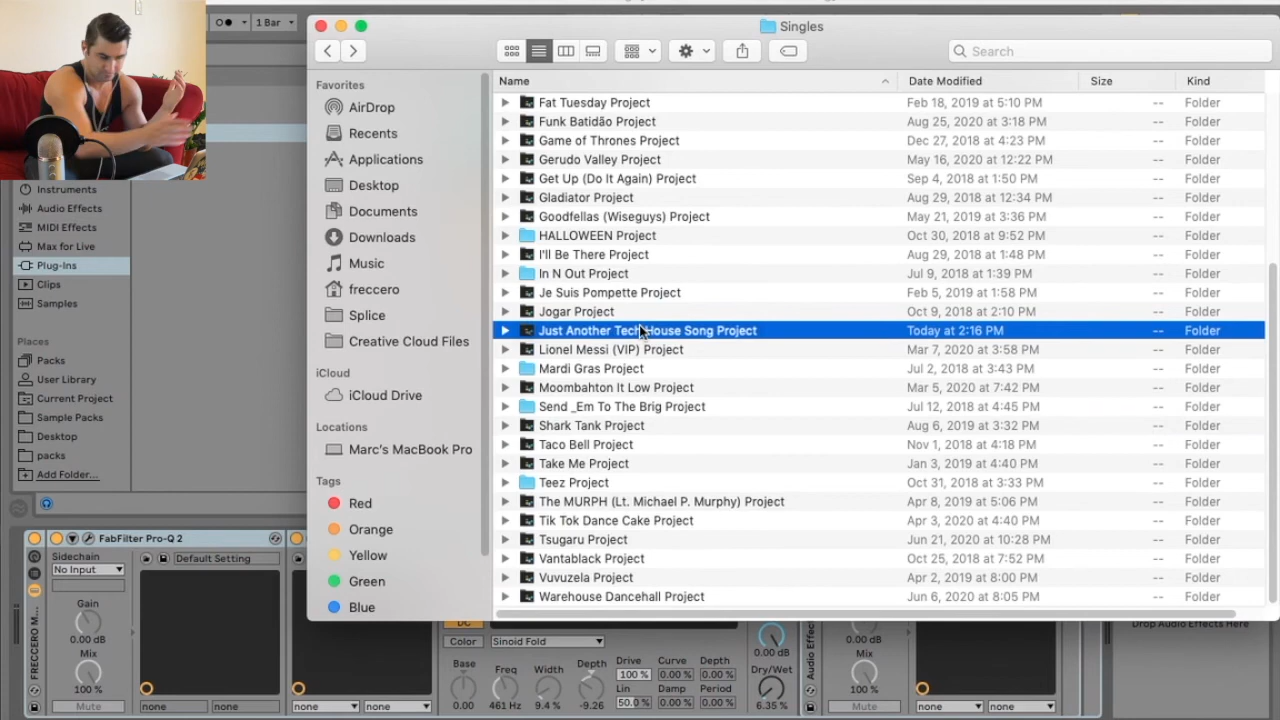 1 Bar
Singles
Search
Instruments
Audio Effects
MIDI Effects
Max for Live
Plug-Ins
Clips
Samples
Places
Packs
User Library
Current Project
Sample Packs
Desktop
packs
Add Folder...
Favorites
AirDrop
Recents
Applications
Desktop
Documents
Downloads
Music
freccero
Splice
Creative Cloud Files
iCloud
iCloud Drive
Locations
Marc's MacBook Pro
Tags
Red
Orange
Yellow
Green
Blue
Name Date Modified Size Kind
Fat Tuesday Project Feb 18, 2019 at 5:10 PM -- Folder
Funk Batidão Project Aug 25, 2020 at 3:18 PM -- Folder
Game of Thrones Project Dec 27, 2018 at 4:23 PM -- Folder
Gerudo Valley Project May 16, 2020 at 12:22 PM -- Folder
Get Up (Do It Again) Project Sep 4, 2018 at 1:50 PM -- Folder
Gladiator Project Aug 29, 2018 at 12:34 PM -- Folder
Goodfellas (Wiseguys) Project May 21, 2019 at 3:36 PM -- Folder
HALLOWEEN Project Oct 30, 2018 at 9:52 PM -- Folder
I'll Be There Project Aug 29, 2018 at 1:48 PM -- Folder
In N Out Project Jul 9, 2018 at 1:39 PM -- Folder
Je Suis Pompette Project Feb 5, 2019 at 1:58 PM -- Folder
Jogar Project Oct 9, 2018 at 2:10 PM -- Folder
Just Another Tech House Song Project Today at 2:16 PM -- Folder
Lionel Messi (VIP) Project Mar 7, 2020 at 3:58 PM -- Folder
Mardi Gras Project Jul 2, 2018 at 3:43 PM -- Folder
Moombahton It Low Project Mar 5, 2020 at 7:42 PM -- Folder
Send _Em To The Brig Project Jul 12, 2018 at 4:45 PM -- Folder
Shark Tank Project Aug 6, 2019 at 3:32 PM -- Folder
Taco Bell Project Nov 1, 2018 at 4:18 PM -- Folder
Take Me Project Jan 3, 2019 at 4:40 PM -- Folder
Teez Project Oct 31, 2018 at 3:33 PM -- Folder
The MURPH (Lt. Michael P. Murphy) Project Apr 8, 2019 at 5:06 PM -- Folder
Tik Tok Dance Cake Project Apr 3, 2020 at 4:40 PM -- Folder
Tsugaru Project Jun 21, 2020 at 10:28 PM -- Folder
Vantablack Project Oct 25, 2018 at 7:52 PM -- Folder
Vuvuzela Project Apr 2, 2019 at 8:00 PM -- Folder
Warehouse Dancehall Project Jun 6, 2020 at 8:05 PM -- Folder
FRECCERO M...
FabFilter Pro-Q 2
Sidechain
No Input
Default Setting
Gain
0.00 dB
Mix
100 %
Mute
none none
none none
DC
Color Sinoid Fold
Base Freq Width Depth
0.00 461 Hz 9.4 % -9.26
Drive Curve Depth
100 % 0.00 % 0.00 %
Lin Damp Period
50.0 % 0.00 % 0.00 %
0.00 dB
Dry/Wet
6.35 %
Audio Effect
0.00 dB
Mix
100 %
Mute
none none
Drop Audio Effects Here